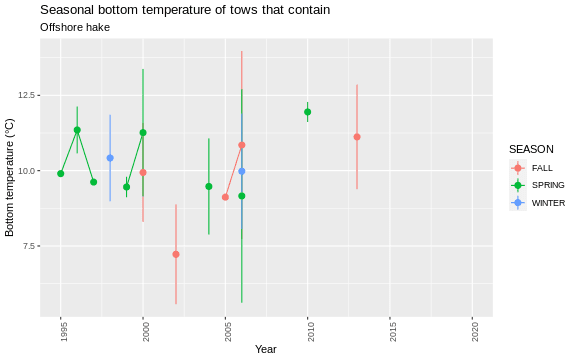 Seasonal bottom temperature of tows that contain
Offshore hake
12.5
10.0
7.5
Bottom temperature (°C)
1995
2000
2005
2010
2015
2020
Year
SEASON
FALL
SPRING
WINTER